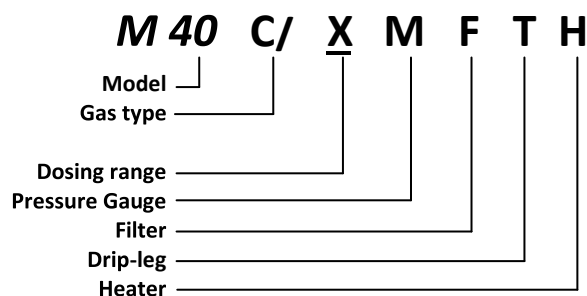 M 40 C/ X M F T H
Model
Gas type
Dosing range
Pressure Gauge
Filter
Drip-leg
Heater